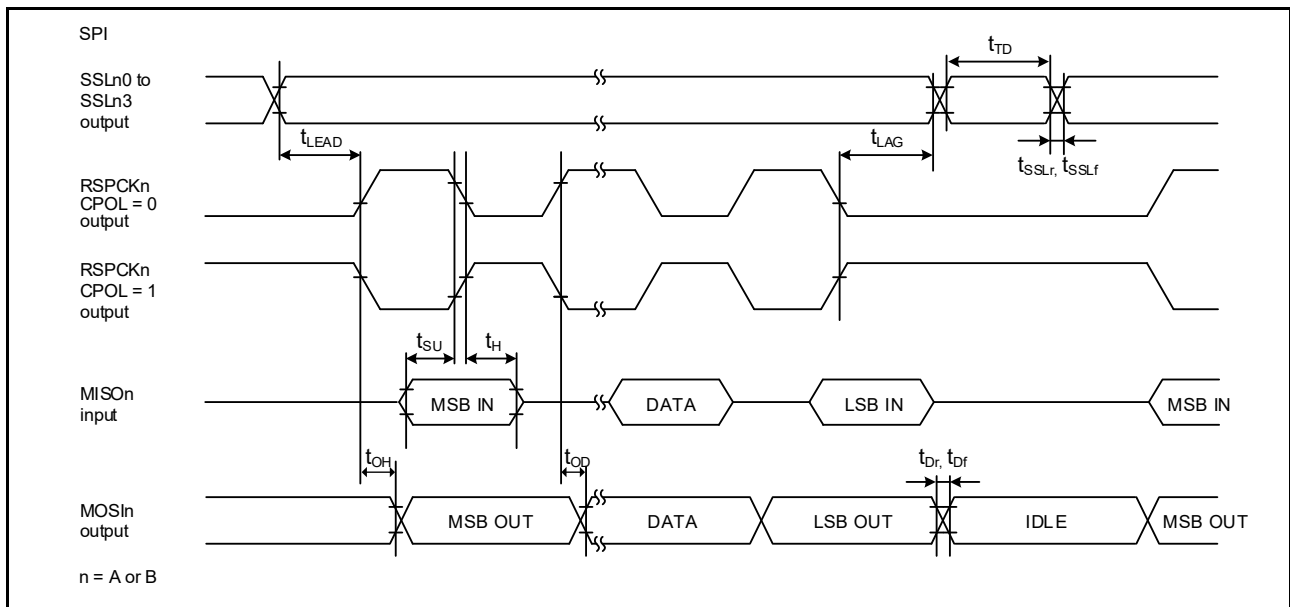 SPI
SSLn0 to
SSLn3
output
tTD
tLEAD
tLAG
tSSLr, tSSLf
RSPCKn
CPOL = 0
output
RSPCKn
CPOL = 1
output
tSU
tH
MISOn
input
MSB IN
DATA
LSB IN
MSB IN
tOH
tOD
tDr, tDf
MOSIn
output
MSB OUT
DATA
LSB OUT
IDLE
MSB OUT
n = A or B